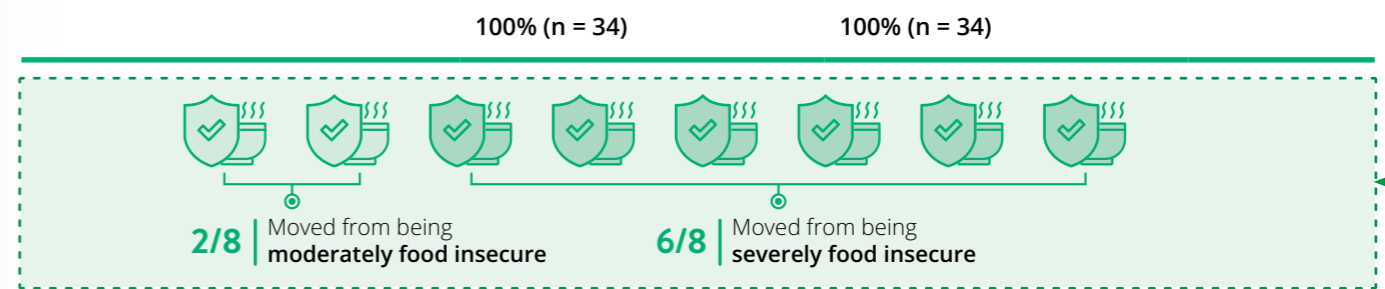 100% (n = 34) 100% (n = 34)
2/8 Moved from being
moderately food insecure
6/8 Moved from being
severely food insecure